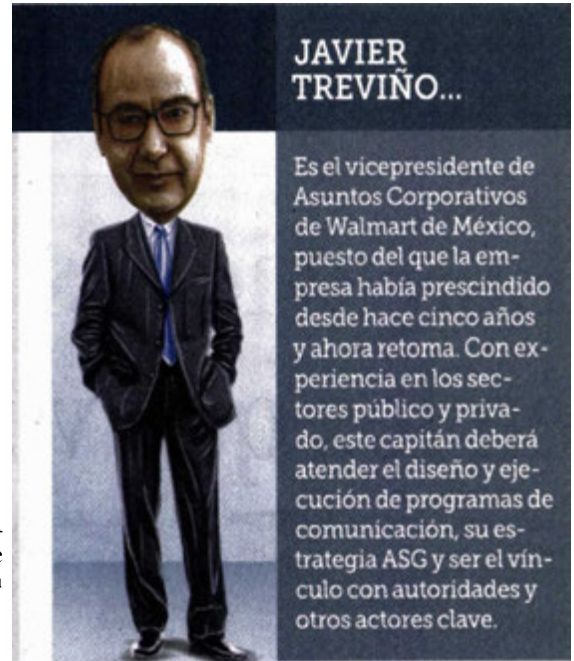 JAVIER
TREVIÑO...
Es el vicepresidente de
Asuntos Corporativos
de Walmart de México,
puesto del que la em-
presa había prescindido
desde hace cinco años
y ahora retoma. Con ex-
periencia en los sec-
tores público y priva-
do, este capitán deberá
atender el diseño y eje-
cución de programas de
comunicación, su es-
trategia ASG y ser el vín-
culo con autoridades y
otros actores clave.